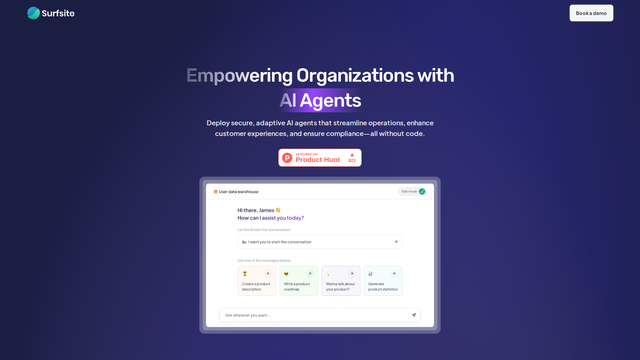 Surfsite
Book a demo
Empowering Organizations with
AI Agents
Deploy secure, adaptive AI agents that streamline operations, enhance
customer experiences, and ensure compliance—all without code.
FEATURED ON
Product Hunt
User data warehouse
Hi there, James 👋
How can I assist you today?
Let the AI start the conversation
I want you to start the conversation
Use one of the messages below
Create a product
description
Write a product
roadmap
Wanna talk about
your product?
Generate
product statistics
Ask whatever you want...